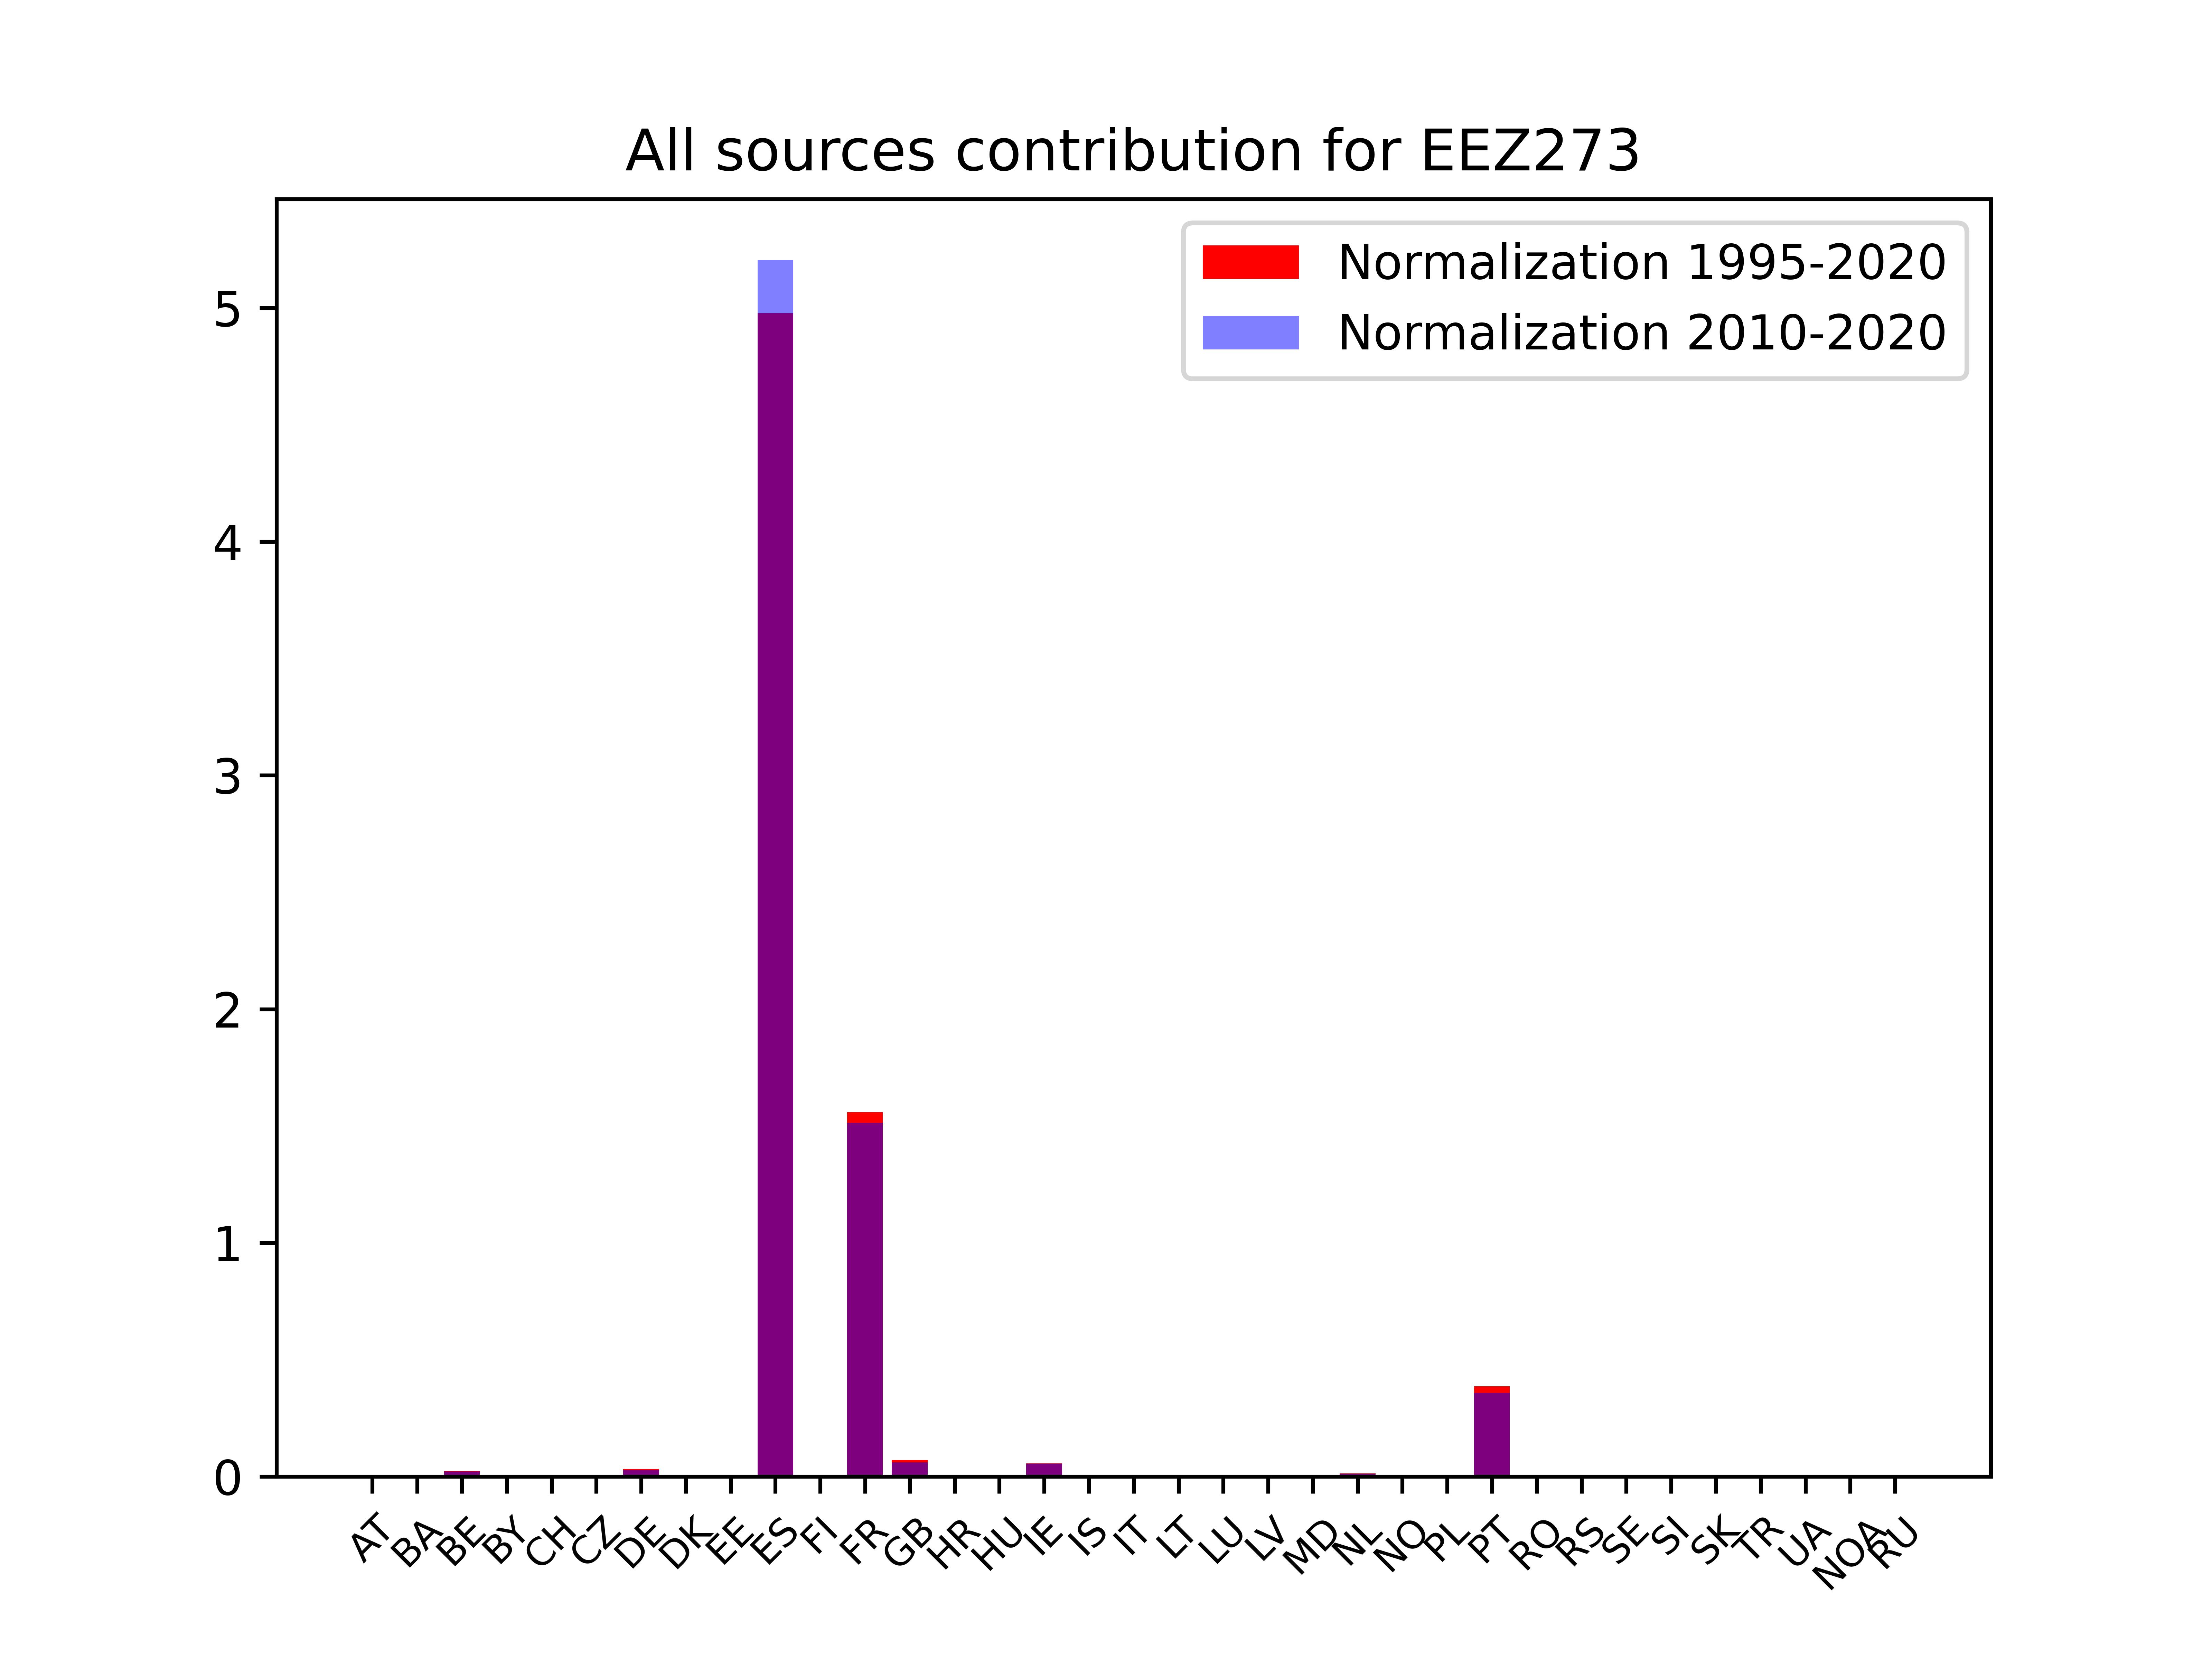 All sources contribution for EEZ273
Normalization 1995-2020
Normalization 2010-2020
5
4
3
2
1
0
AT BA BE BY CH CZ DE DK EE ES FI FR GB HR HU IE IS IT LT LU LV MD NL NO PL PT RO RS SE SI SK TR UA NOA RU